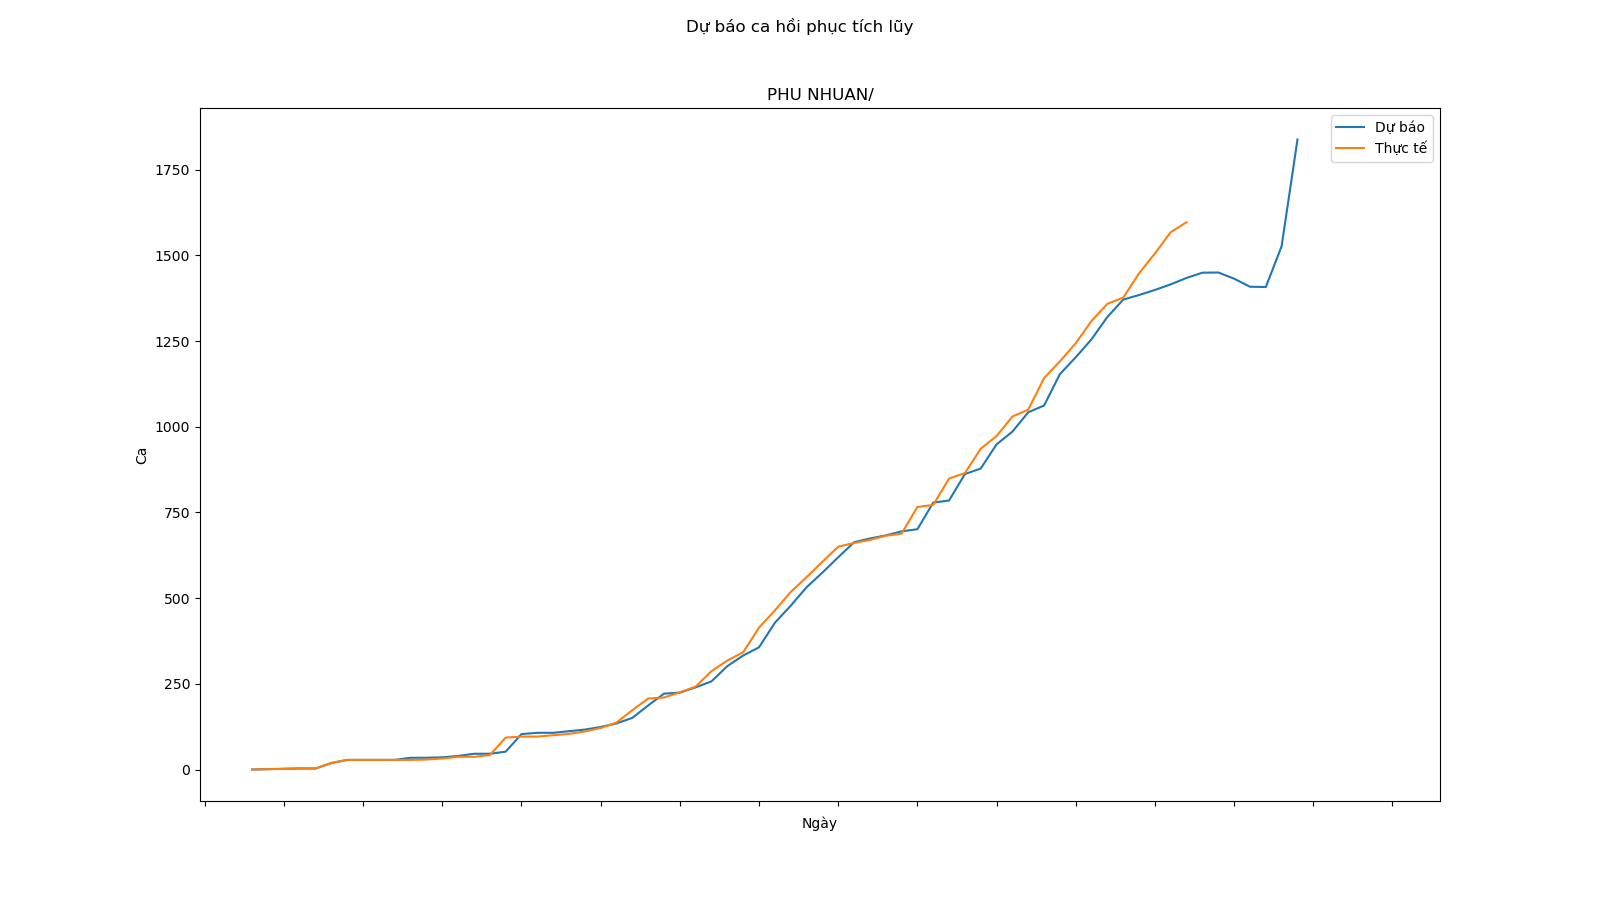 Dự báo ca hồi phục tích lũy
PHU NHUAN/
Dự báo
Thực tế
1750
1500
1250
1000
750
500
250
0
Ca
Ngày